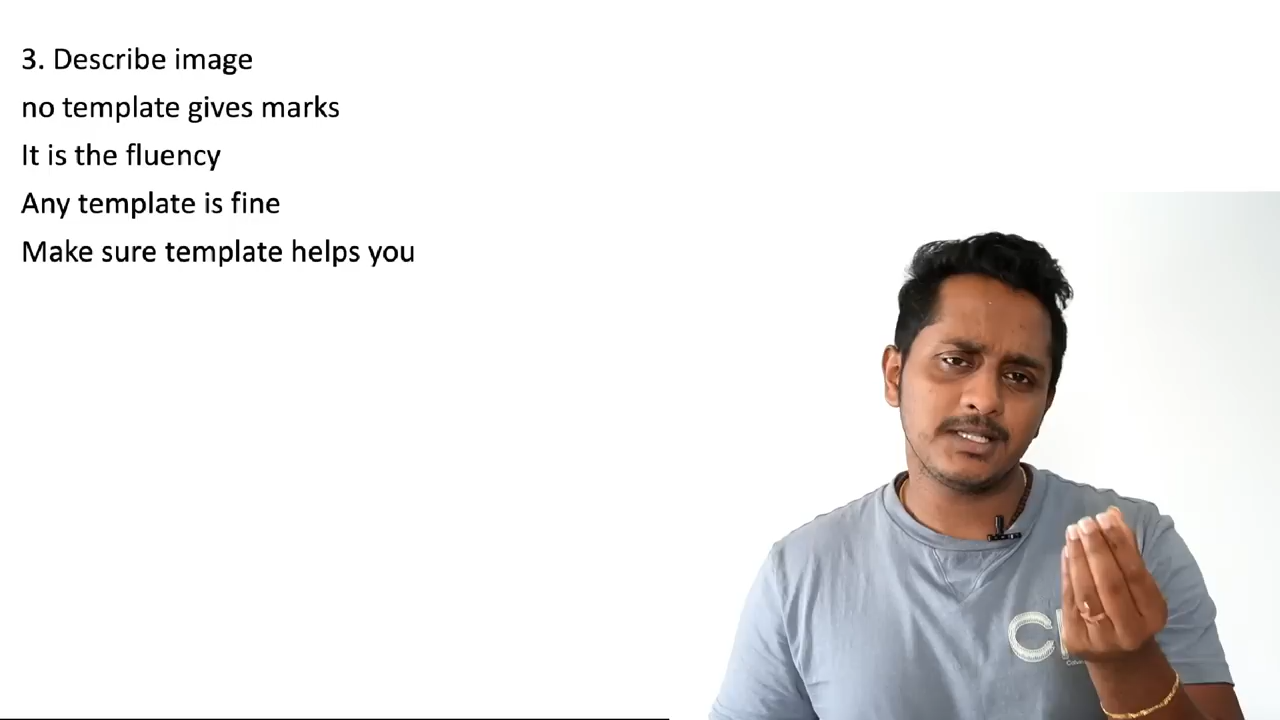 3. Describe image
no template gives marks
It is the fluency
Any template is fine
Make sure template helps you